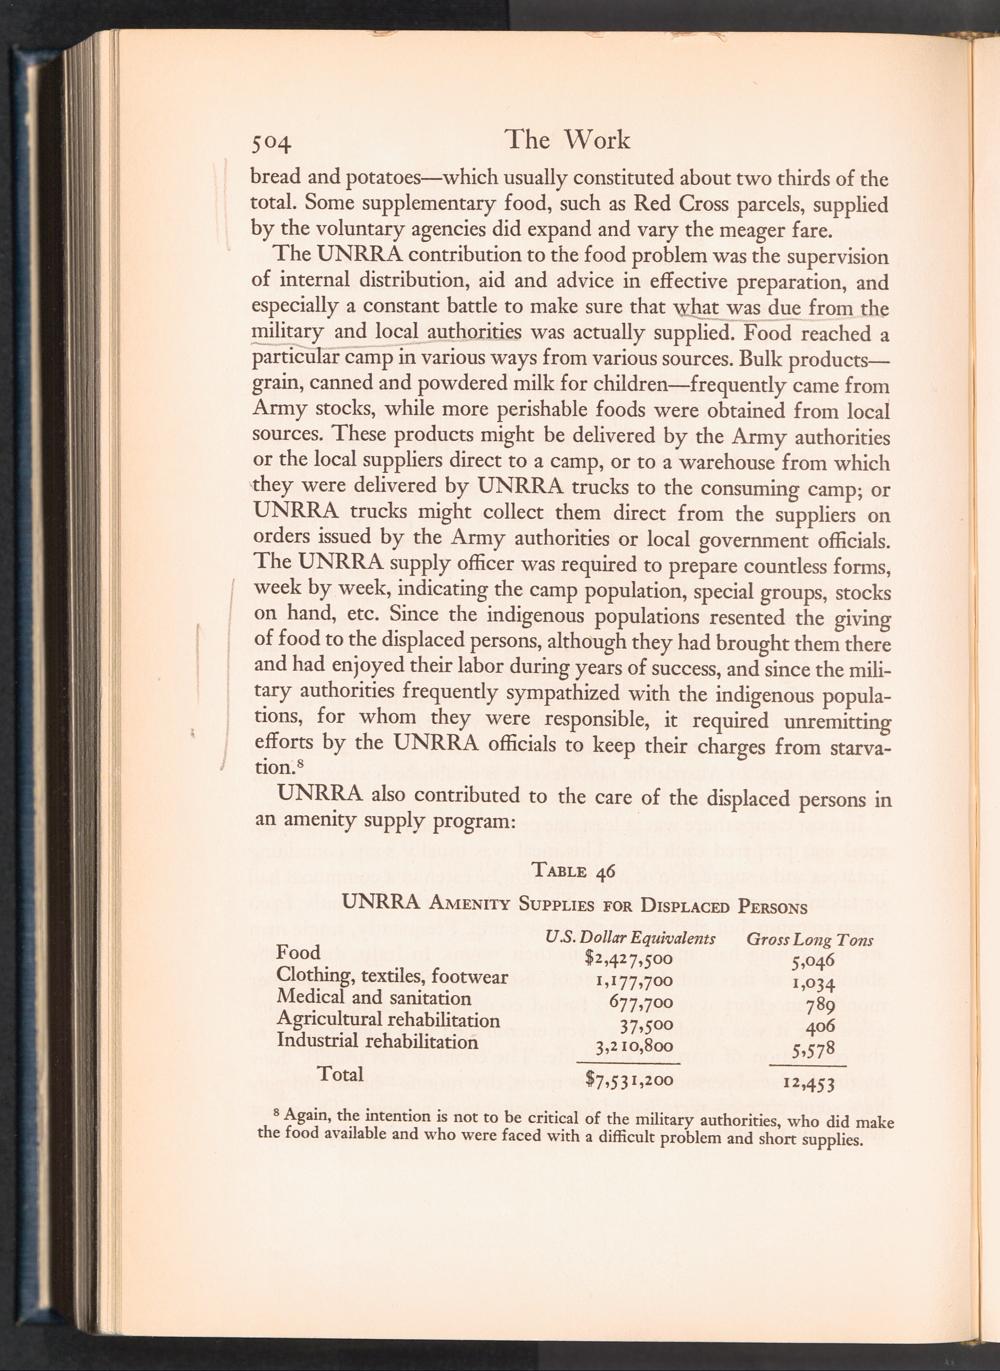 504 The Work
bread and potatoes—which usually constituted about two thirds of the
total. Some supplementary food, such as Red Cross parcels, supplied
by the voluntary agencies did expand and vary the meager fare.
The UNRRA contribution to the food problem was the supervision
of internal distribution, aid and advice in effective preparation, and
especially a constant battle to make sure that what was due from the
military and local authorities was actually supplied. Food reached a
particular camp in various ways from various sources. Bulk products—
grain, canned and powdered milk for children—frequently came from
Army stocks, while more perishable foods were obtained from local
sources. These products might be delivered by the Army authorities
or the local suppliers direct to a camp, or to a warehouse from which
they were delivered by UNRRA trucks to the consuming camp; or
UNRRA trucks might collect them direct from the suppliers on
orders issued by the Army authorities or local government officials.
The UNRRA supply officer was required to prepare countless forms,
week by week, indicating the camp population, special groups, stocks
on hand, etc. Since the indigenous populations resented the giving
of food to the displaced persons, although they had brought them there
and had enjoyed their labor during years of success, and since the mili-
tary authorities frequently sympathized with the indigenous popula-
tions, for whom they were responsible, it required unremitting
efforts by the UNRRA officials to keep their charges from starva-
tion.⁸
UNRRA also contributed to the care of the displaced persons in
an amenity supply program:
Table 46
UNRRA Amenity Supplies for Displaced Persons
U.S. Dollar Equivalents Gross Long Tons
Food $2,427,500 5,046
Clothing, textiles, footwear 1,177,700 1,034
Medical and sanitation 677,700 789
Agricultural rehabilitation 37,500 406
Industrial rehabilitation 3,210,800 5,578
Total $7,531,200 12,453
⁸ Again, the intention is not to be critical of the military authorities, who did make
the food available and who were faced with a difficult problem and short supplies.